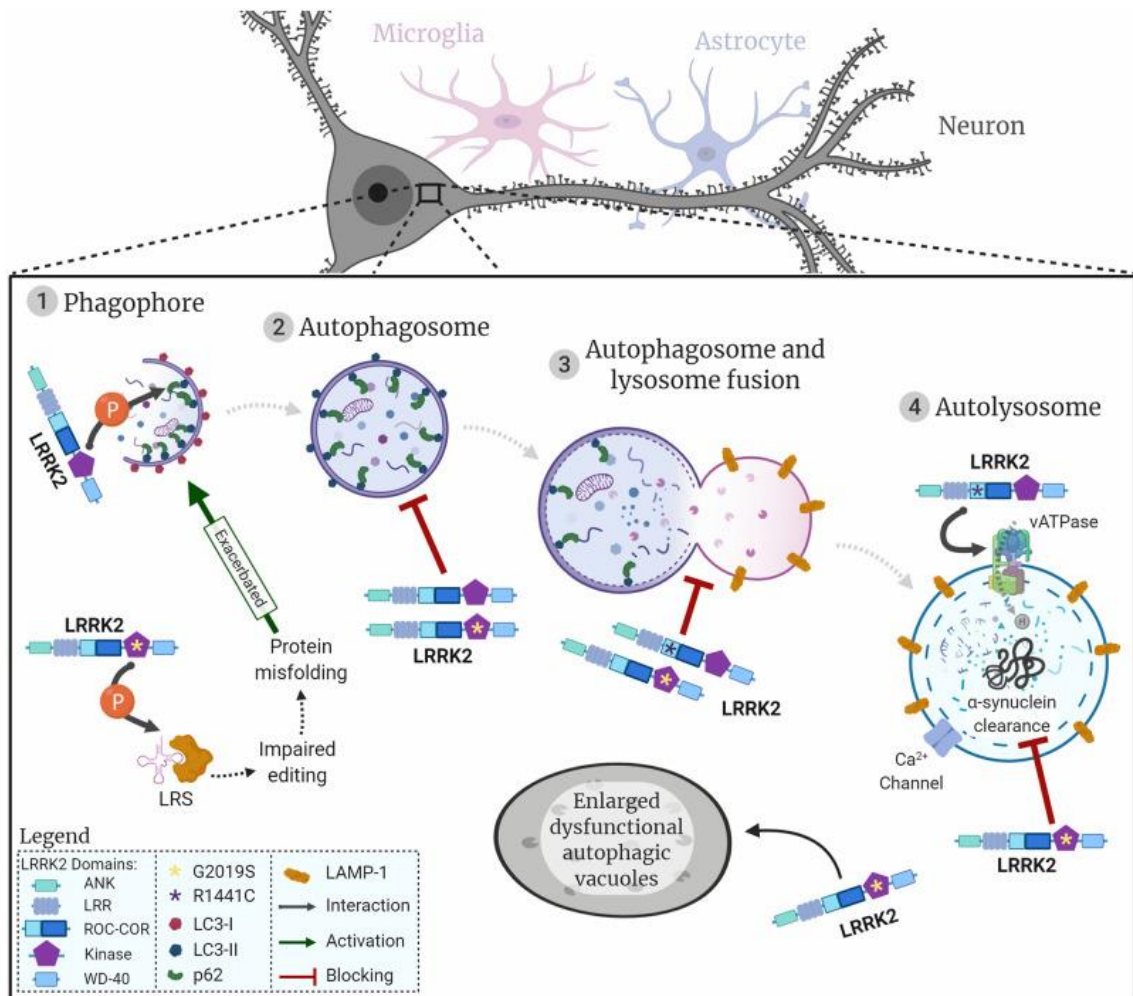 Microglia
Astrocyte
Neuron
1 Phagophore
2 Autophagosome
3 Autophagosome and
lysosome fusion
4 Autolysosome
P
LRRK2
Exacerbated
LRRK2
P
LRS
Impaired
editing
Protein
misfolding
LRRK2
LRRK2
LRRK2
vATPase
H
α-synuclein
clearance
Ca²⁺
Channel
LRRK2
Enlarged
dysfunctional
autophagic
vacuoles
LRRK2
Legend
LRRK2 Domains:
ANK
LRR
ROC-COR
Kinase
WD-40
* G2019S
* R1441C
LC3-I
LC3-II
p62
LAMP-1
Interaction
Activation
Blocking